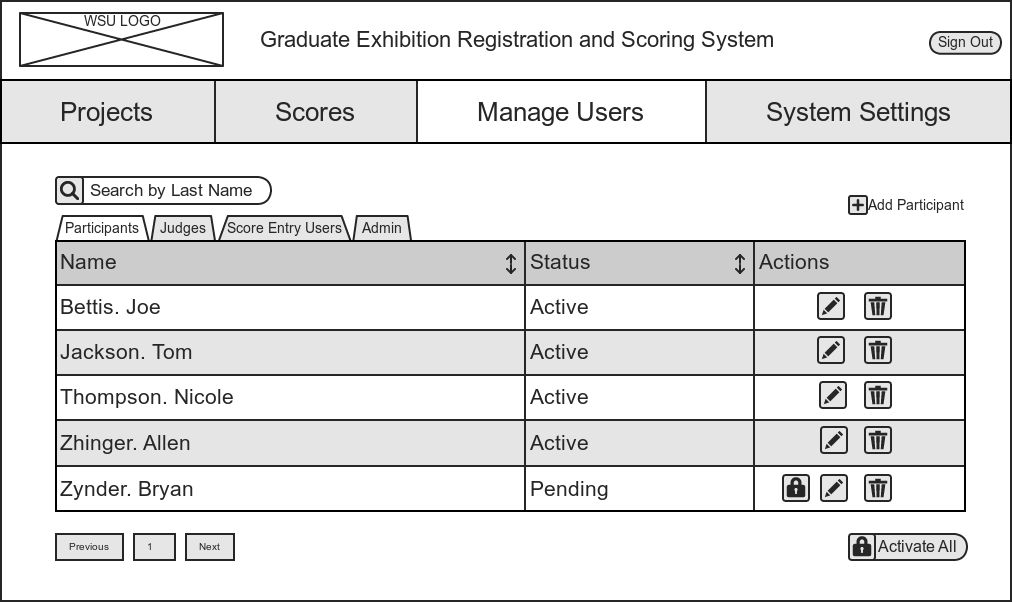 WSU LOGO
Graduate Exhibition Registration and Scoring System
Sign Out
Projects
Scores
Manage Users
System Settings
Search by Last Name
Add Participant
Participants
Judges
Score Entry Users
Admin
Name
Status
Actions
Bettis. Joe
Active
Jackson. Tom
Active
Thompson. Nicole
Active
Zhinger. Allen
Active
Zynder. Bryan
Pending
Previous
1
Next
Activate All